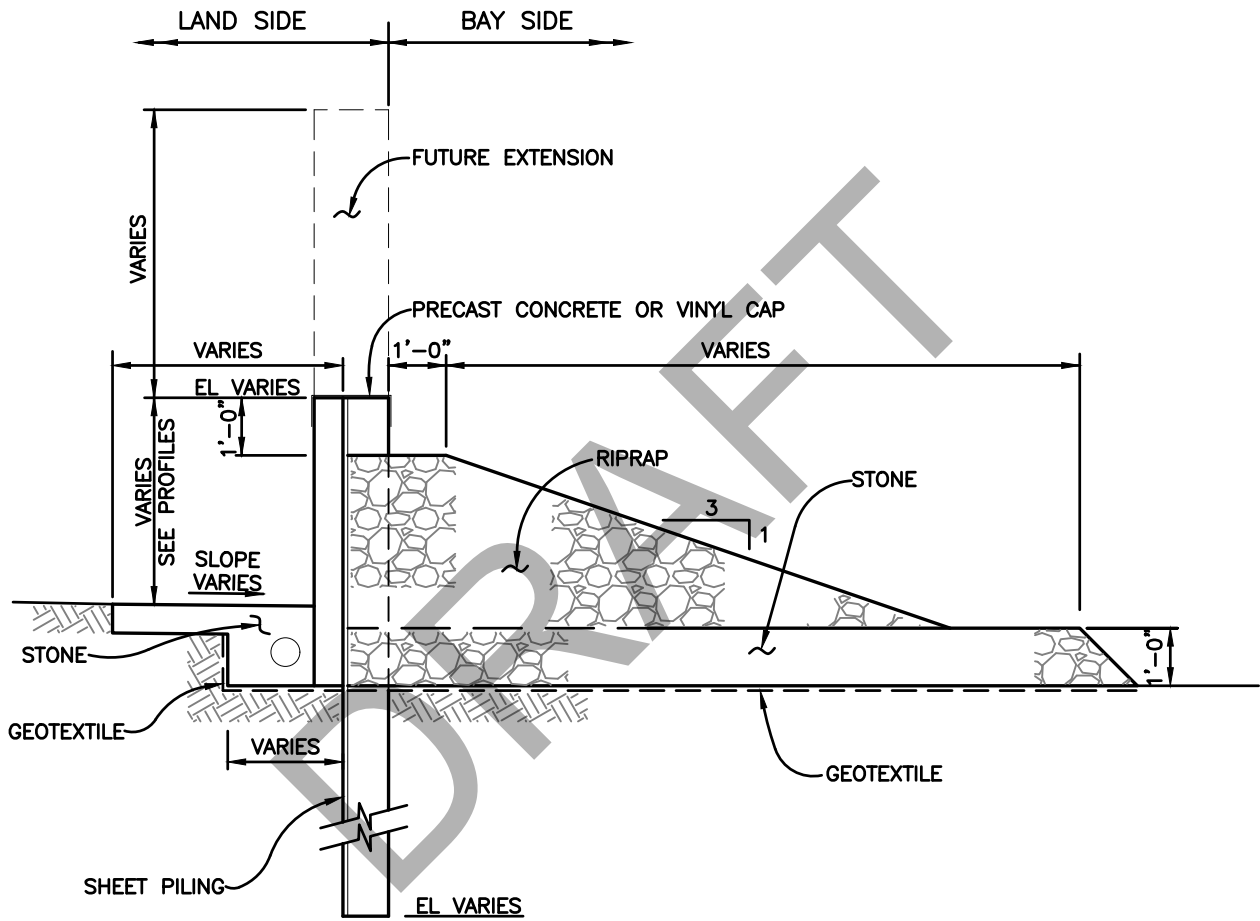 LAND SIDE
BAY SIDE
FUTURE EXTENSION
VARIES
PRECAST CONCRETE OR VINYL CAP
VARIES
1'-0"
VARIES
EL VARIES
1'-0"
VARIES
SEE PROFILES
RIPRAP
STONE
3
1
SLOPE
VARIES
STONE
1'-0"
GEOTEXTILE
VARIES
GEOTEXTILE
SHEET PILING
EL VARIES
DRAFT